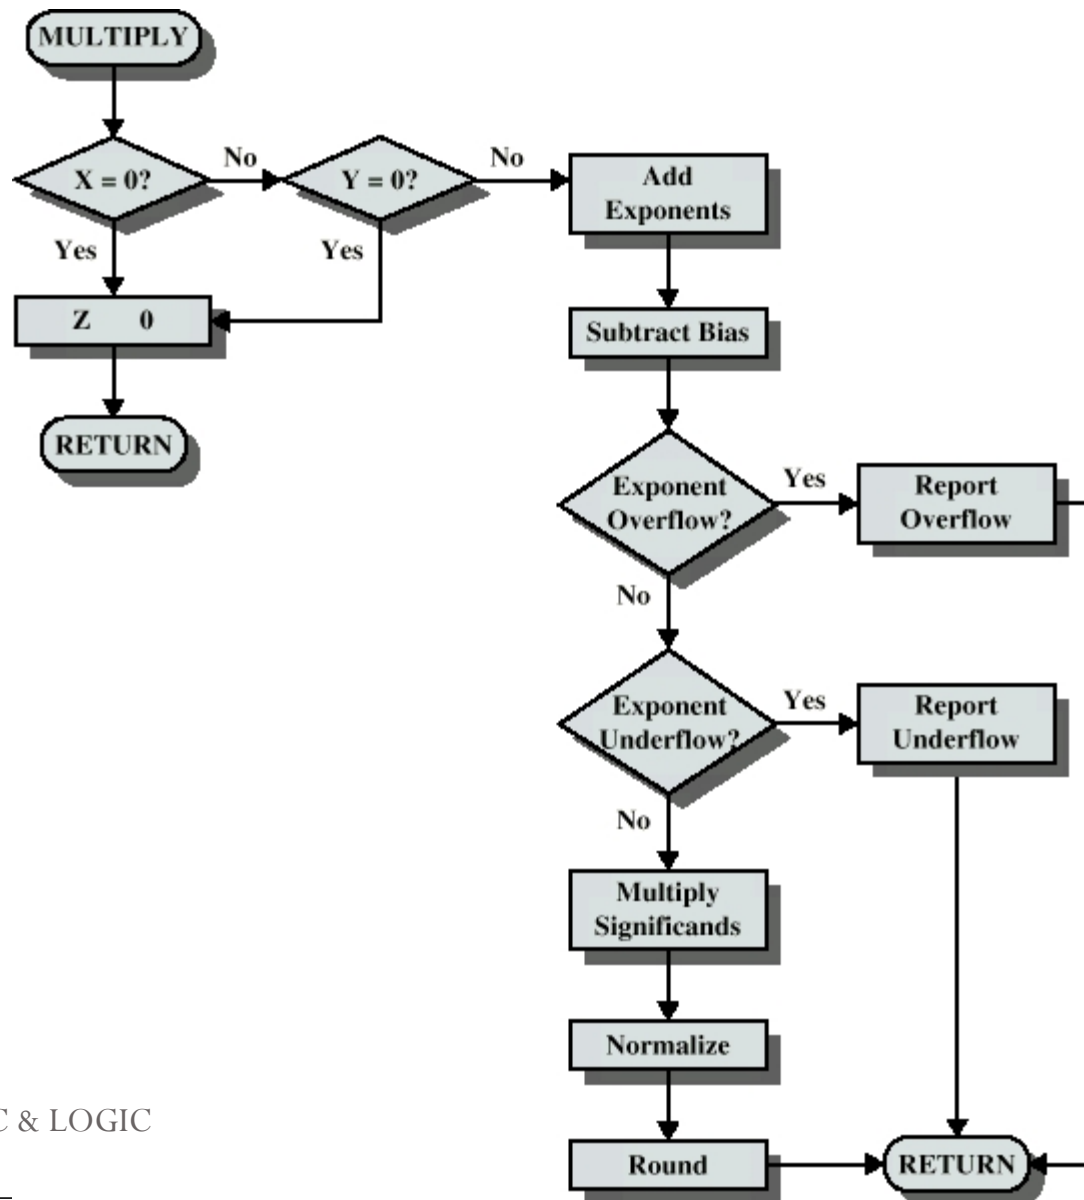 MULTIPLY
X = 0?
No
Y = 0?
No
Add
Exponents
Yes
Yes
Z 0
RETURN
Subtract Bias
Exponent
Overflow?
Yes
Report
Overflow
No
Exponent
Underflow?
Yes
Report
Underflow
No
Multiply
Significands
Normalize
Round
RETURN
& LOGIC